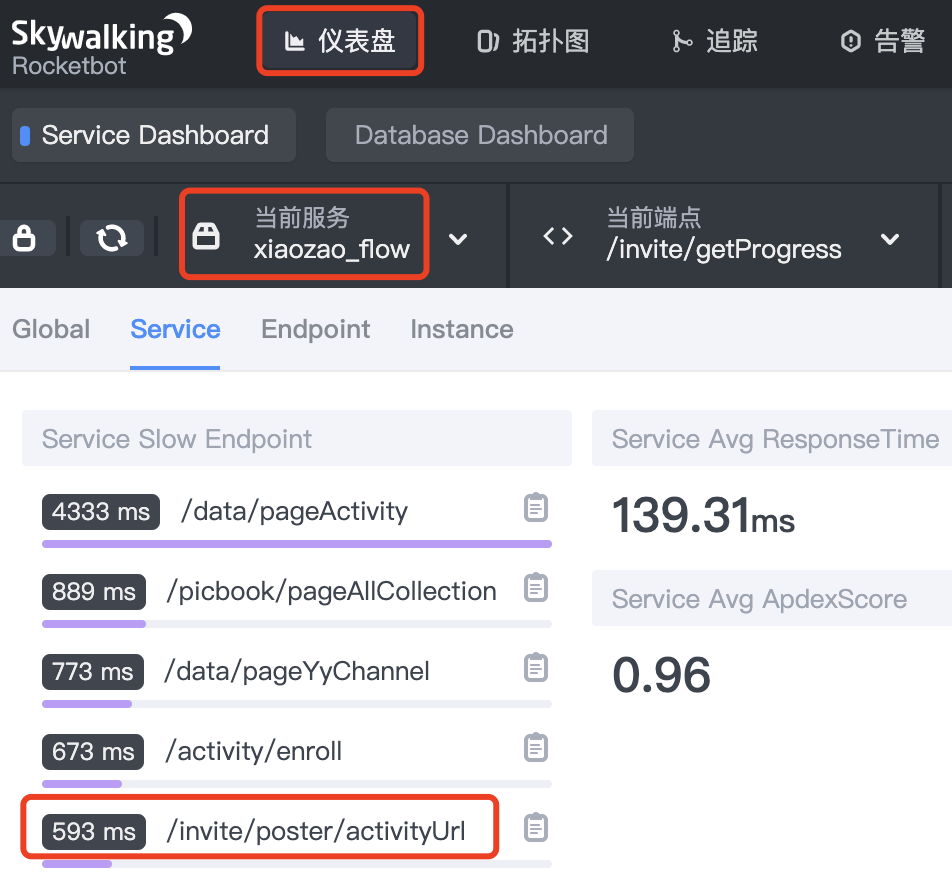 Skywalking
Rocketbot
仪表盘
拓扑图
追踪
告警
Service Dashboard
Database Dashboard
当前服务
xiaozao_flow
当前端点
/invite/getProgress
Global
Service
Endpoint
Instance
Service Slow Endpoint
4333 ms /data/pageActivity
889 ms /picbook/pageAllCollection
773 ms /data/pageYyChannel
673 ms /activity/enroll
593 ms /invite/poster/activityUrl
Service Avg ResponseTime
139.31ms
Service Avg ApdexScore
0.96